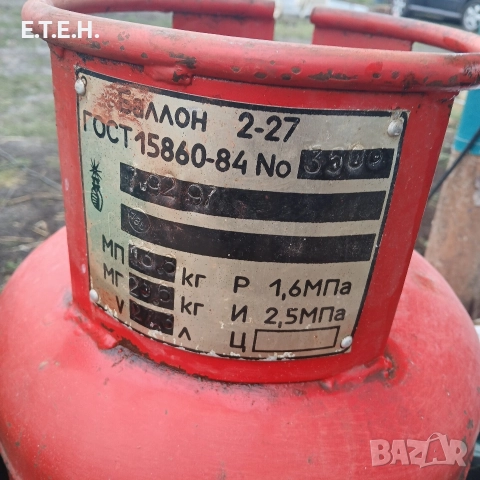 E.T.E.H.
Баллон 2-27
ГОСТ 15860-84 No
МП кг Р 1,6МПа
МГ кг И 2,5МПа
V л Ц
BAZAR